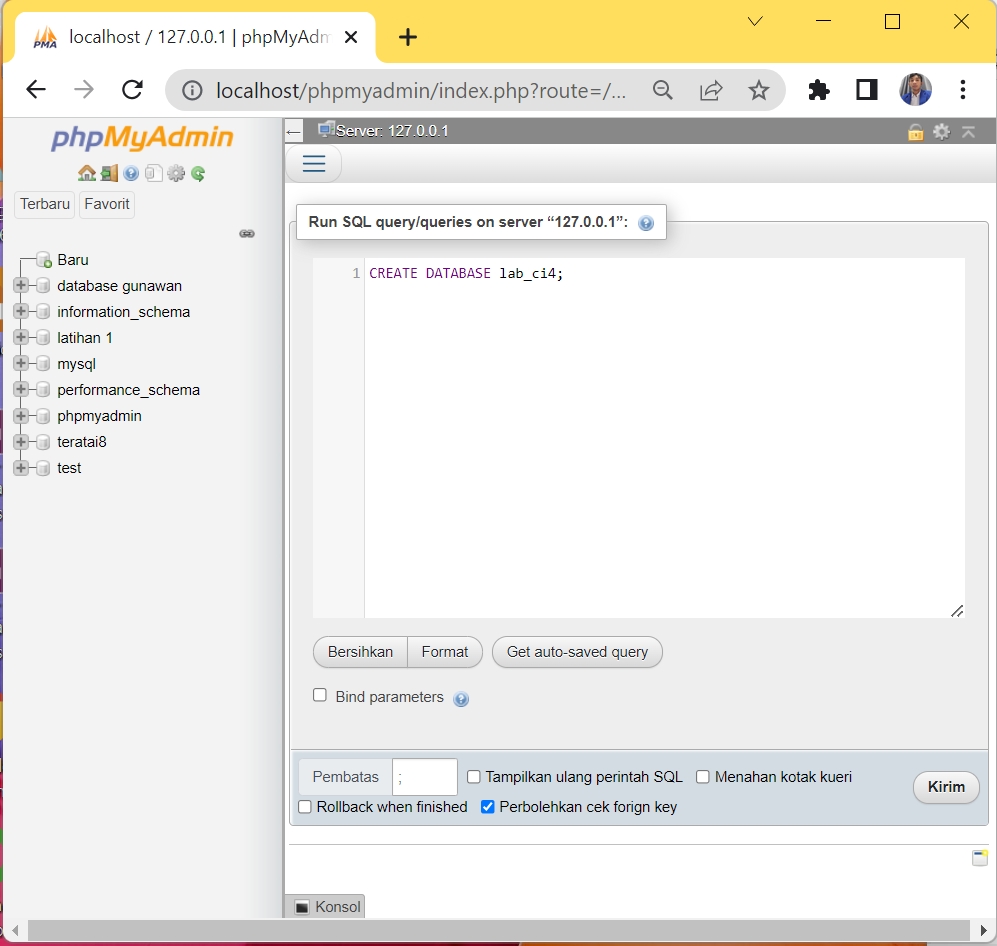 localhost / 127.0.0.1 | phpMyAdm
localhost/phpmyadmin/index.php?route=/...
phpMyAdmin
Terbaru Favorit
Baru
database gunawan
information_schema
latihan 1
mysql
performance_schema
phpmyadmin
teratai8
test
Server: 127.0.0.1
Run SQL query/queries on server “127.0.0.1”:
1 CREATE DATABASE lab_ci4;
Bersihkan Format Get auto-saved query
Bind parameters
Pembatas ; Tampilkan ulang perintah SQL Menahan kotak kueri
Rollback when finished Perbolehkan cek forign key
Kirim
Konsol